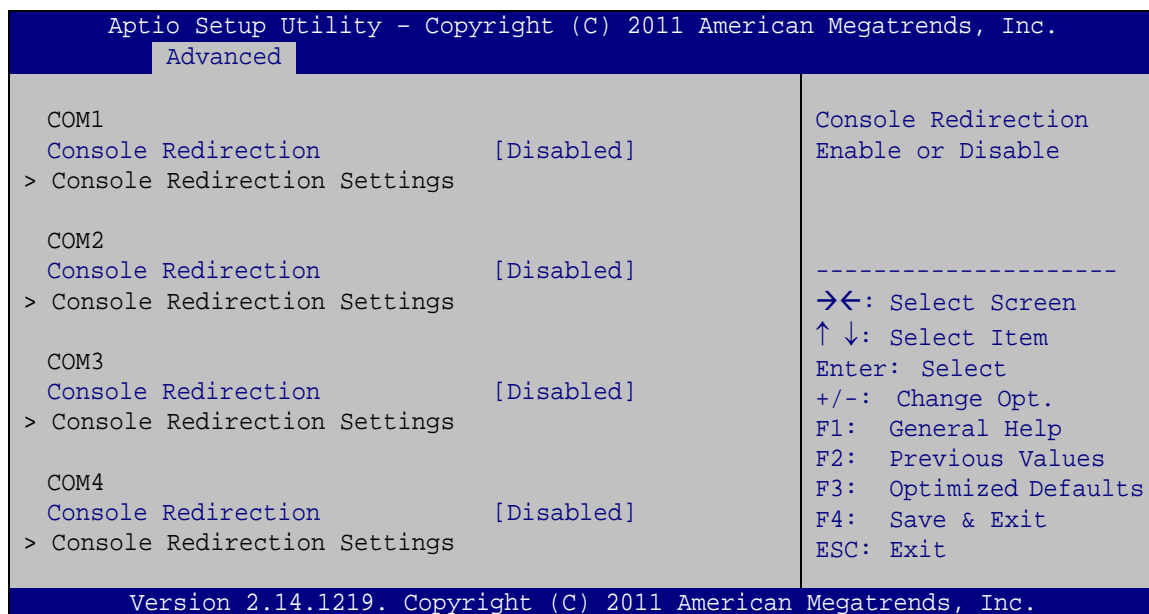 Aptio Setup Utility – Copyright (C) 2011 American Megatrends, Inc.
Advanced
COM1
Console Redirection [Disabled]
> Console Redirection Settings
COM2
Console Redirection [Disabled]
> Console Redirection Settings
COM3
Console Redirection [Disabled]
> Console Redirection Settings
COM4
Console Redirection [Disabled]
> Console Redirection Settings
Console Redirection
Enable or Disable
---------------------
→←: Select Screen
↑ ↓: Select Item
Enter: Select
+/-: Change Opt.
F1: General Help
F2: Previous Values
F3: Optimized Defaults
F4: Save & Exit
ESC: Exit
Version 2.14.1219. Copyright (C) 2011 American Megatrends, Inc.